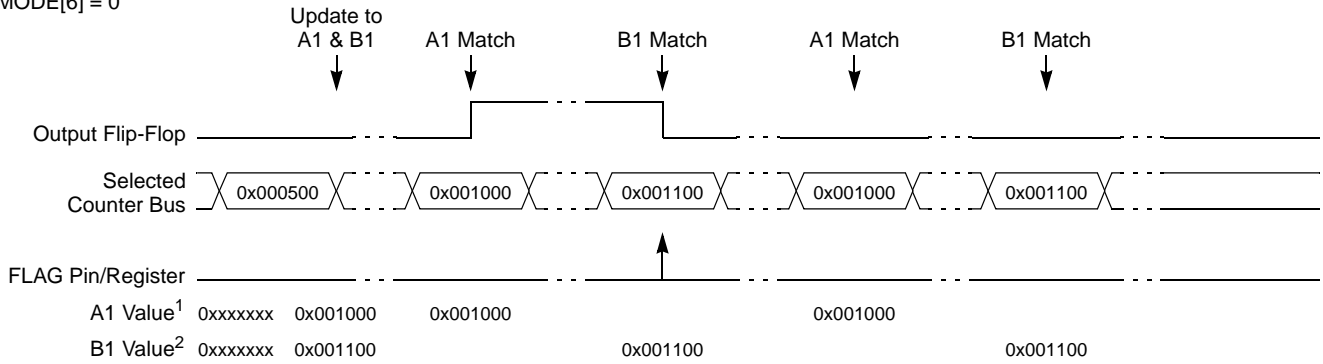 MODE[6] = 0
Update to
A1 & B1
A1 Match
B1 Match
A1 Match
B1 Match
Output Flip-Flop
Selected
Counter Bus
0x000500
0x001000
0x001100
0x001000
0x001100
FLAG Pin/Register
A1 Value1 0xxxxxxx 0x001000 0x001000 0x001000
B1 Value2 0xxxxxxx 0x001100 0x001100 0x001100